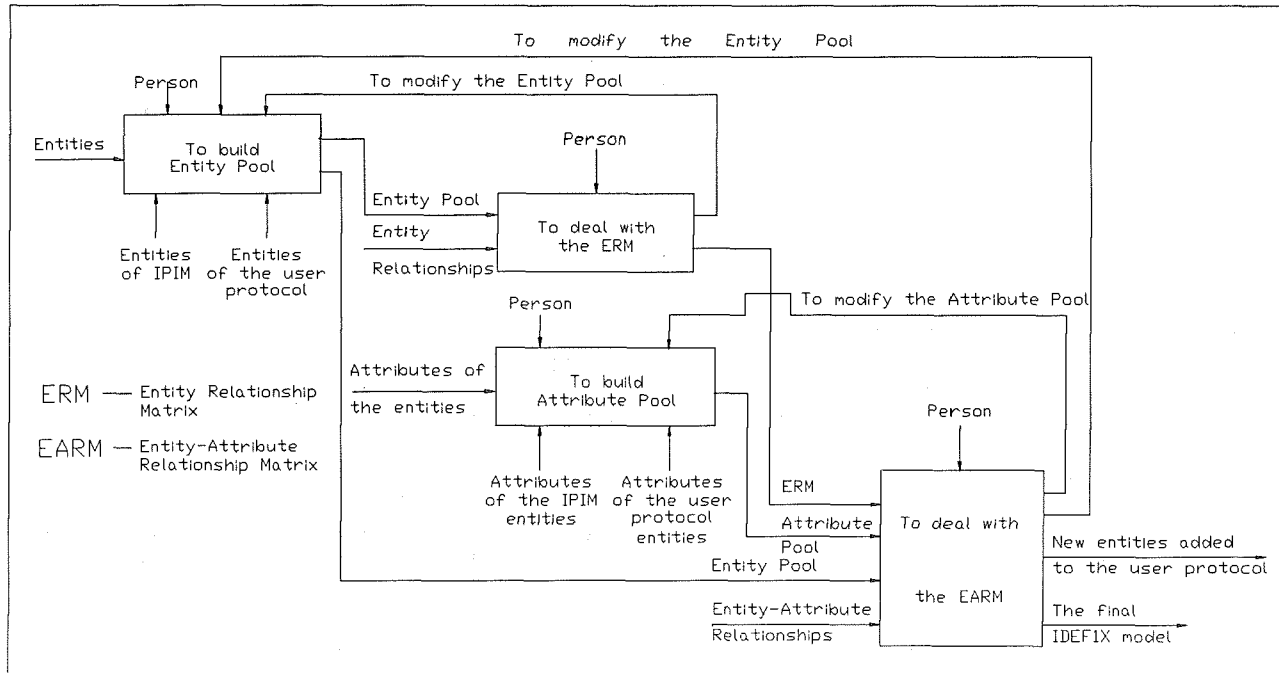 To modify the Entity Pool
Person
To modify the Entity Pool
Entities
To build
Entity Pool
Person
Entity Pool
Entity
Relationships
To deal with
the ERM
Entities
of IPIM
Entities
of the user
protocol
To modify the Attribute Pool
Person
Attributes of
the entities
To build
Attribute Pool
ERM — Entity Relationship
Matrix
EARM — Entity-Attribute
Relationship Matrix
Person
Attributes
of the IPIM
entities
Attributes
of the user
protocol
entities
ERM
Attribute
Pool
Entity Pool
Entity-Attribute
Relationships
To deal with
the EARM
New entities added
to the user protocol
The final
IDEF1X model